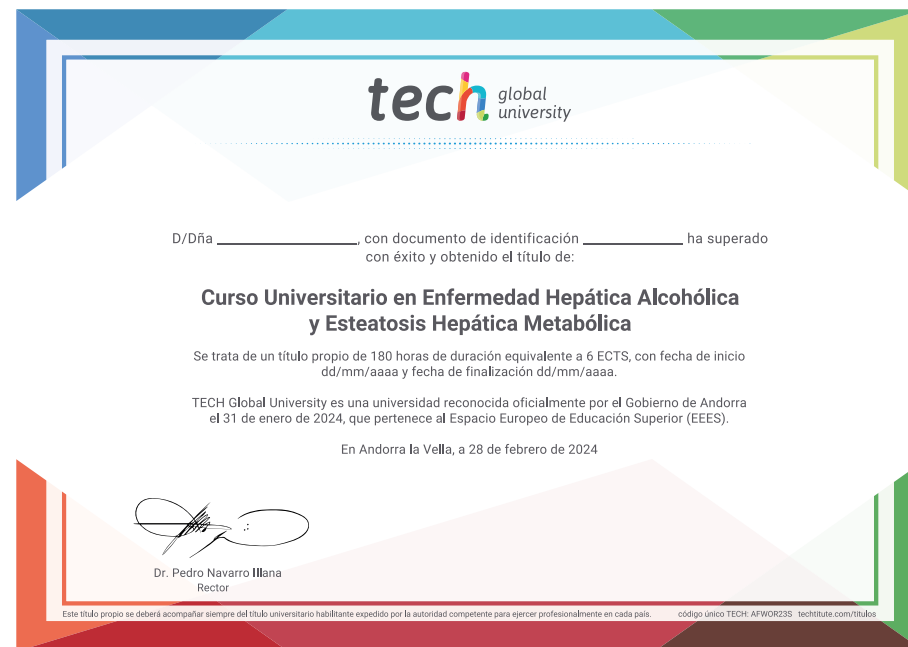 tech global university
D/Dña ____________, con documento de identificación ____________ ha superado
con éxito y obtenido el título de:
Curso Universitario en Enfermedad Hepática Alcohólica
y Esteatosis Hepática Metabólica
Se trata de un título propio de 180 horas de duración equivalente a 6 ECTS, con fecha de inicio
dd/mm/aaaa y fecha de finalización dd/mm/aaaa.
TECH Global University es una universidad reconocida oficialmente por el Gobierno de Andorra
el 31 de enero de 2024, que pertenece al Espacio Europeo de Educación Superior (EEES).
En Andorra la Vella, a 28 de febrero de 2024
Dr. Pedro Navarro Illana
Rector
Este título propio se deberá acompañar siempre del título universitario habilitante expedido por la autoridad competente para ejercer profesionalmente en cada país. código único TECH: AFWOR23S techtitute.com/titulos